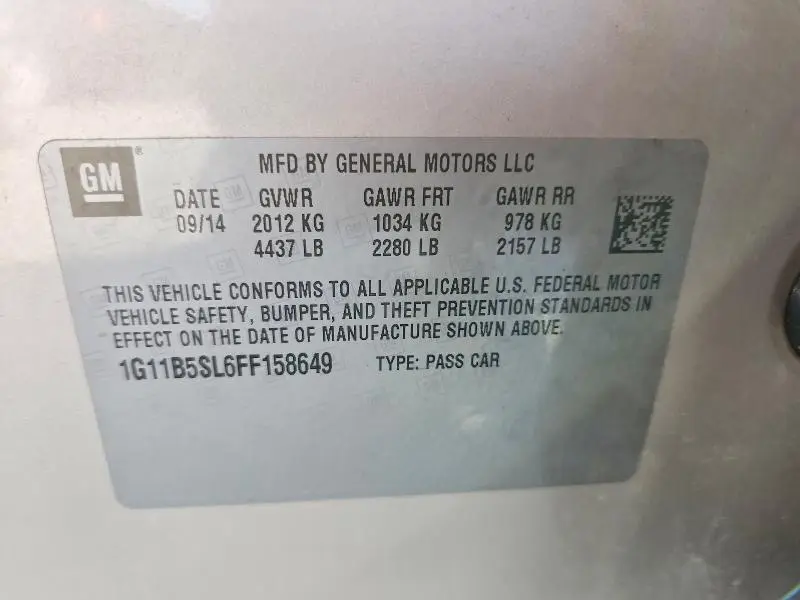 GM ®
MFD BY GENERAL MOTORS LLC
DATE GVWR GAWR FRT GAWR RR
09/14 2012 KG 1034 KG 978 KG
4437 LB 2280 LB 2157 LB
THIS VEHICLE CONFORMS TO ALL APPLICABLE U.S. FEDERAL MOTOR
VEHICLE SAFETY, BUMPER, AND THEFT PREVENTION STANDARDS IN
EFFECT ON THE DATE OF MANUFACTURE SHOWN ABOVE.
1G11B5SL6FF158649 TYPE: PASS CAR